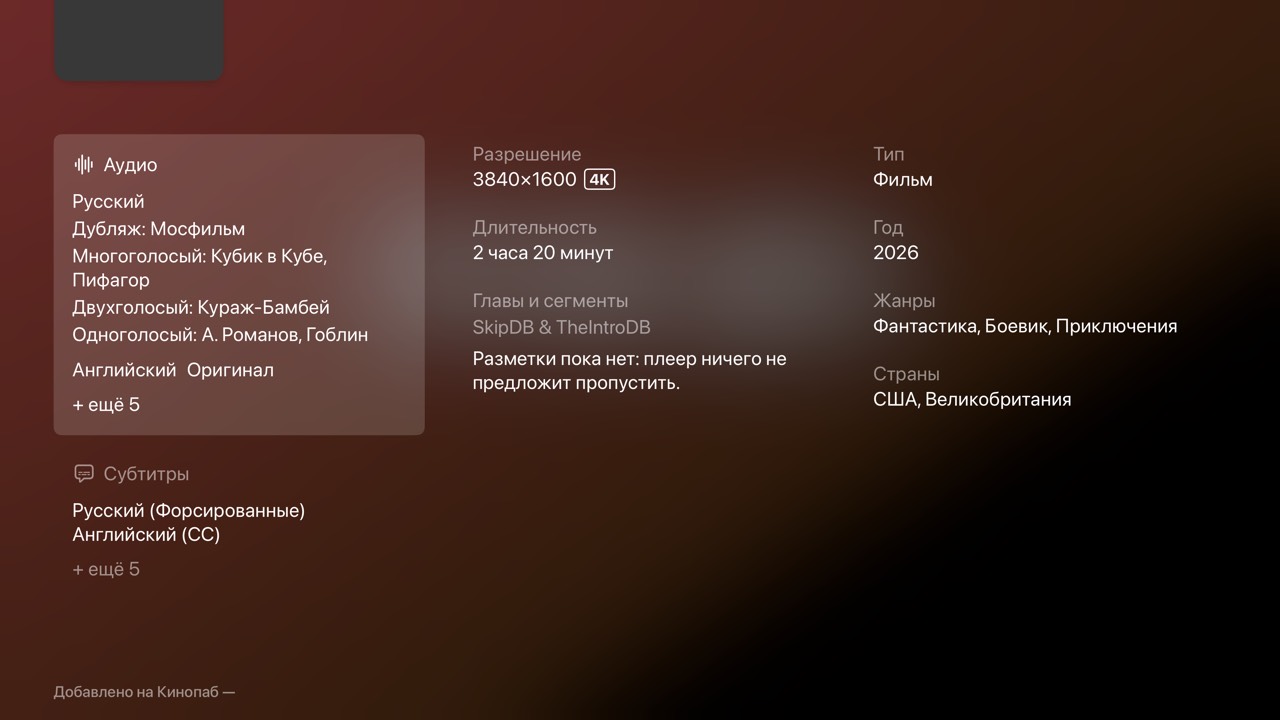 Аудио
Русский
Дубляж: Мосфильм
Многоголосый: Кубик в Кубе,
Пифагор
Двухголосый: Кураж-Бамбей
Одноголосый: А. Романов, Гоблин
Английский Оригинал
+ ещё 5
Субтитры
Русский (Форсированные)
Английский (CC)
+ ещё 5
Разрешение
3840×1600 4K
Длительность
2 часа 20 минут
Главы и сегменты
SkipDB & TheIntroDB
Разметки пока нет: плеер ничего не
предложит пропустить.
Тип
Фильм
Год
2026
Жанры
Фантастика, Боевик, Приключения
Страны
США, Великобритания
Добавлено на Кинопаб —